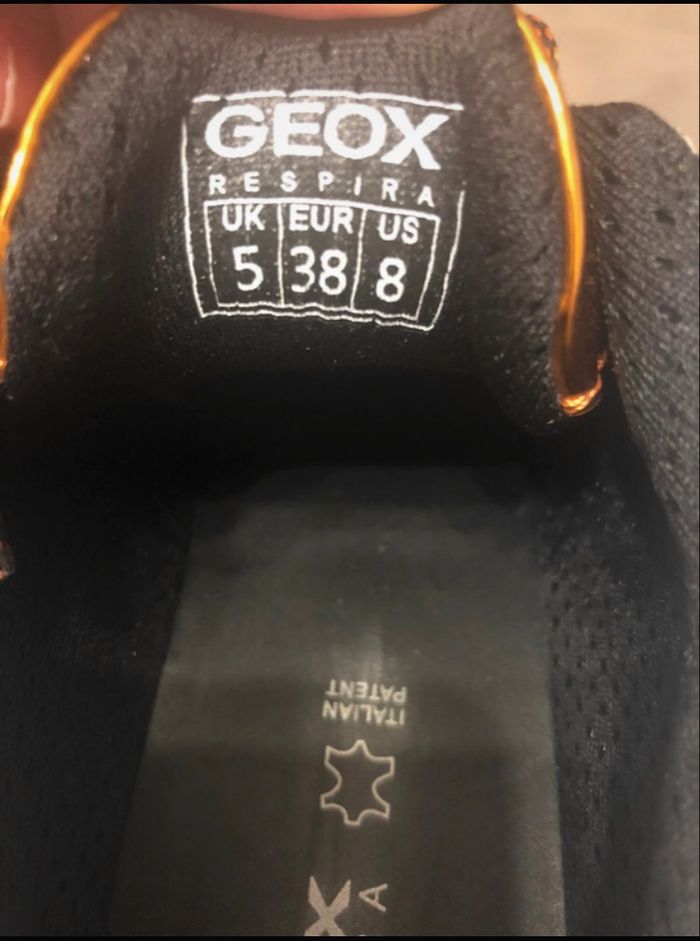 GEOX
RESPIRA
UK EUR US
5 38 8
ITALIAN
PATENT
X
A